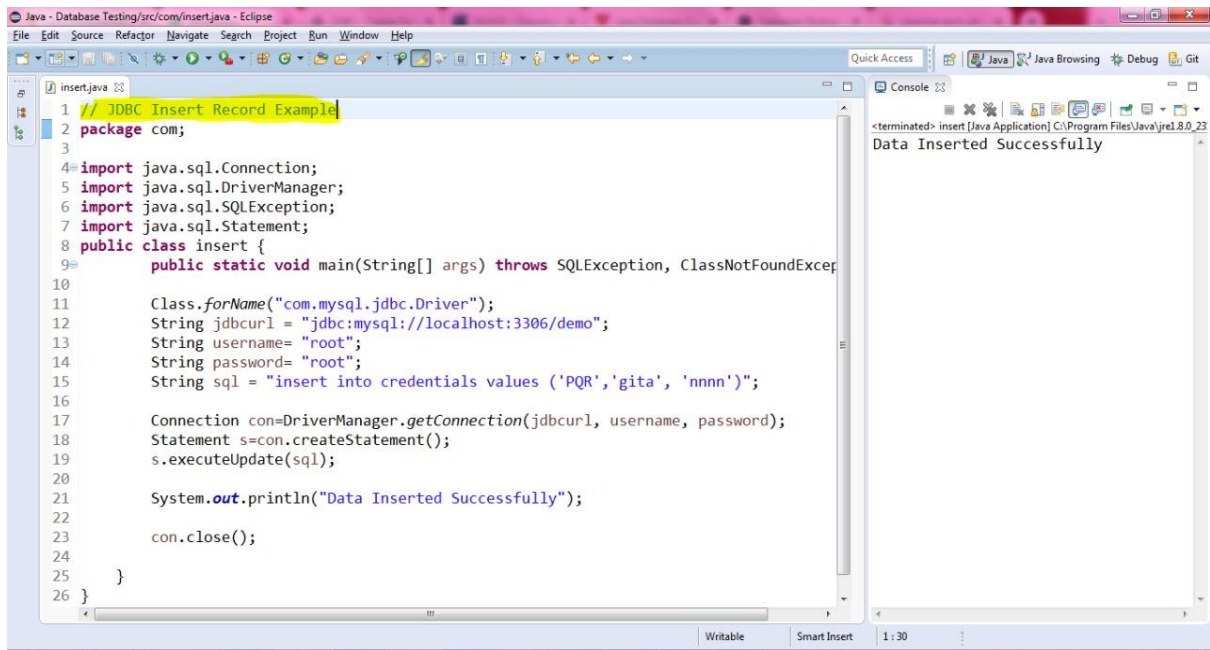 Java - Database Testing/src/com/insert.java - Eclipse
File Edit Source Refactor Navigate Search Project Run Window Help
Quick Access Java Java Browsing Debug Git
insert.java
1 // JDBC Insert Record Example
2 package com;
3
4 import java.sql.Connection;
5 import java.sql.DriverManager;
6 import java.sql.SQLException;
7 import java.sql.Statement;
8 public class insert {
9 public static void main(String[] args) throws SQLException, ClassNotFoundExcep
10
11 Class.forName("com.mysql.jdbc.Driver");
12 String jdbcurl = "jdbc:mysql://localhost:3306/demo";
13 String username= "root";
14 String password= "root";
15 String sql = "insert into credentials values ('PQR','gita', 'nnnn')";
16
17 Connection con=DriverManager.getConnection(jdbcurl, username, password);
18 Statement s=con.createStatement();
19 s.executeUpdate(sql);
20
21 System.out.println("Data Inserted Successfully");
22
23 con.close();
24
25 }
26 }
Console
<terminated> insert [Java Application] C:\Program Files\Java\jre1.8.0_23
Data Inserted Successfully
Writable Smart Insert 1 : 30